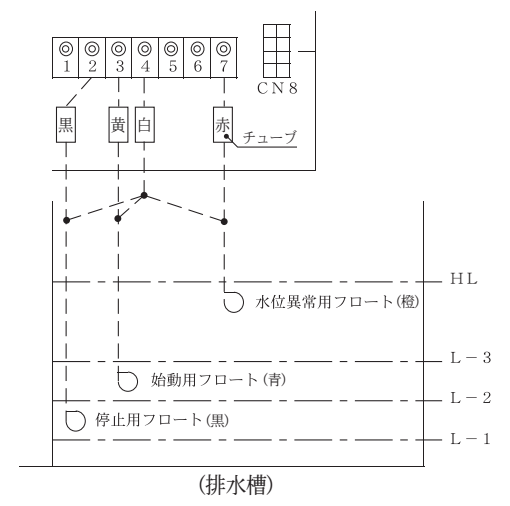 1 2 3 4 5 6 7
CN8
黒 黄 白 赤
チューブ
HL
水位異常用フロート(橙)
L-3
始動用フロート(青)
L-2
停止用フロート(黒)
L-1
(排水槽)